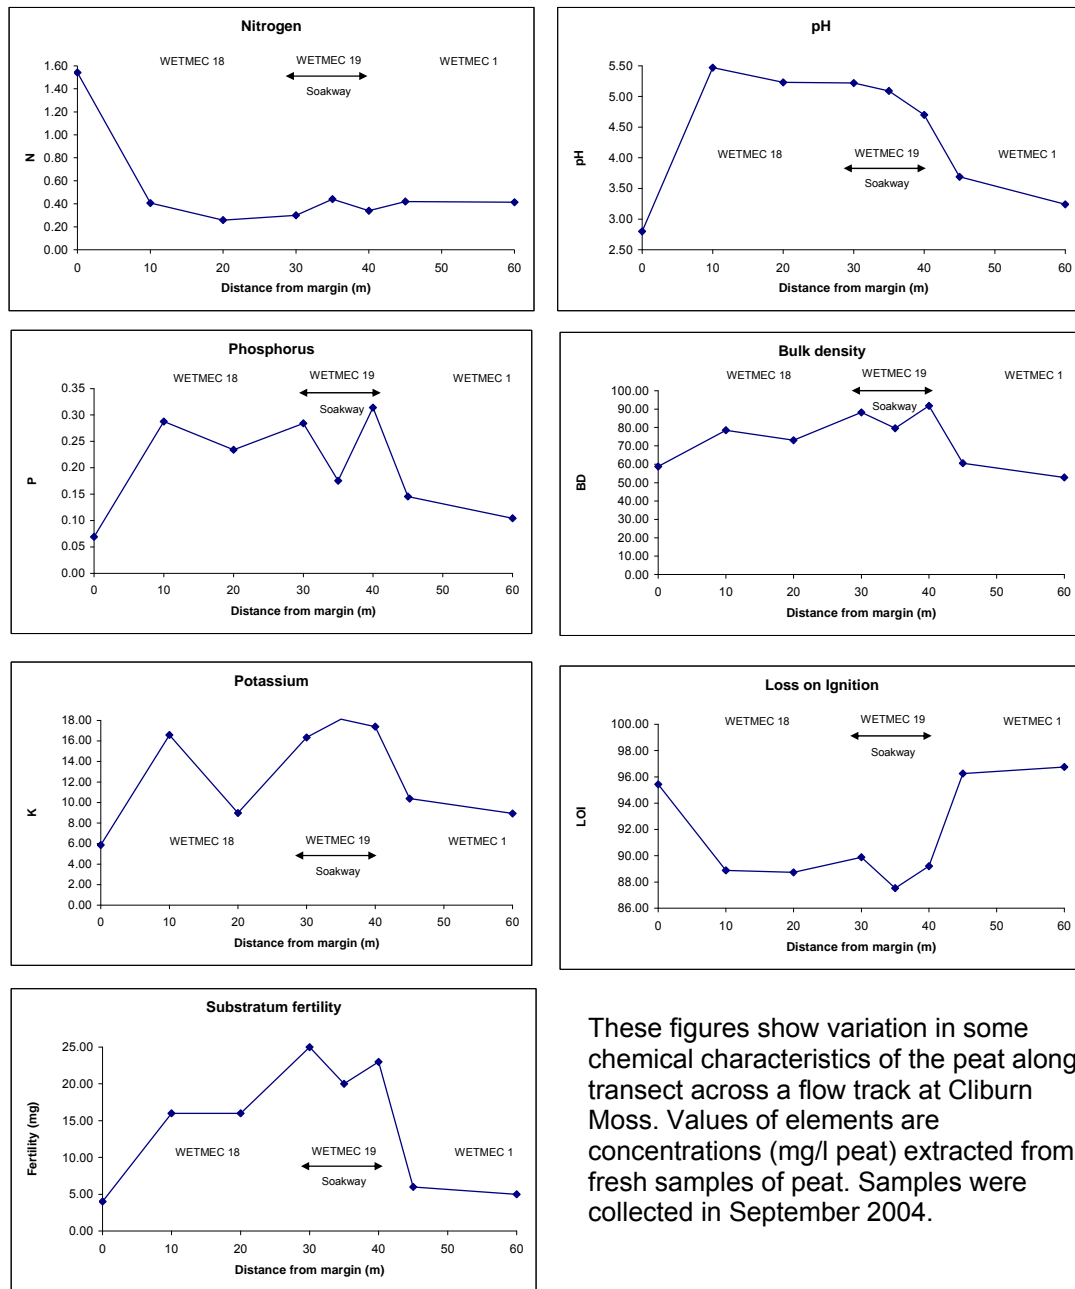 Nitrogen
WETMEC 18
WETMEC 19
WETMEC 1
Soakway
1.60
1.40
1.20
1.00
0.80
0.60
0.40
0.20
0.00
N
0 10 20 30 40 50 60
Distance from margin (m)
pH
5.50
5.00
4.50
4.00
3.50
3.00
2.50
pH
WETMEC 18
WETMEC 19
WETMEC 1
Soakway
0 10 20 30 40 50 60
Distance from margin (m)
Phosphorus
WETMEC 18
WETMEC 19
WETMEC 1
Soakway
0.35
0.30
0.25
0.20
0.15
0.10
0.05
0.00
P
0 10 20 30 40 50 60
Distance from margin (m)
Bulk density
WETMEC 18
WETMEC 19
WETMEC 1
Soakway
100.00
90.00
80.00
70.00
60.00
50.00
40.00
30.00
20.00
10.00
0.00
BD
0 10 20 30 40 50 60
Distance from margin (m)
Potassium
18.00
16.00
14.00
12.00
10.00
8.00
6.00
4.00
2.00
0.00
K
WETMEC 18
WETMEC 19
WETMEC 1
Soakway
0 10 20 30 40 50 60
Distance from margin (m)
Loss on Ignition
WETMEC 18
WETMEC 19
WETMEC 1
Soakway
100.00
98.00
96.00
94.00
92.00
90.00
88.00
86.00
LOI
0 10 20 30 40 50 60
Distance from margin (m)
Substratum fertility
25.00
20.00
15.00
10.00
5.00
0.00
Fertility (mg)
WETMEC 18
WETMEC 19
WETMEC 1
Soakway
0 10 20 30 40 50 60
Distance from margin (m)
These figures show variation in some
chemical characteristics of the peat along
transect across a flow track at Cliburn
Moss. Values of elements are
concentrations (mg/l peat) extracted from
fresh samples of peat. Samples were
collected in September 2004.